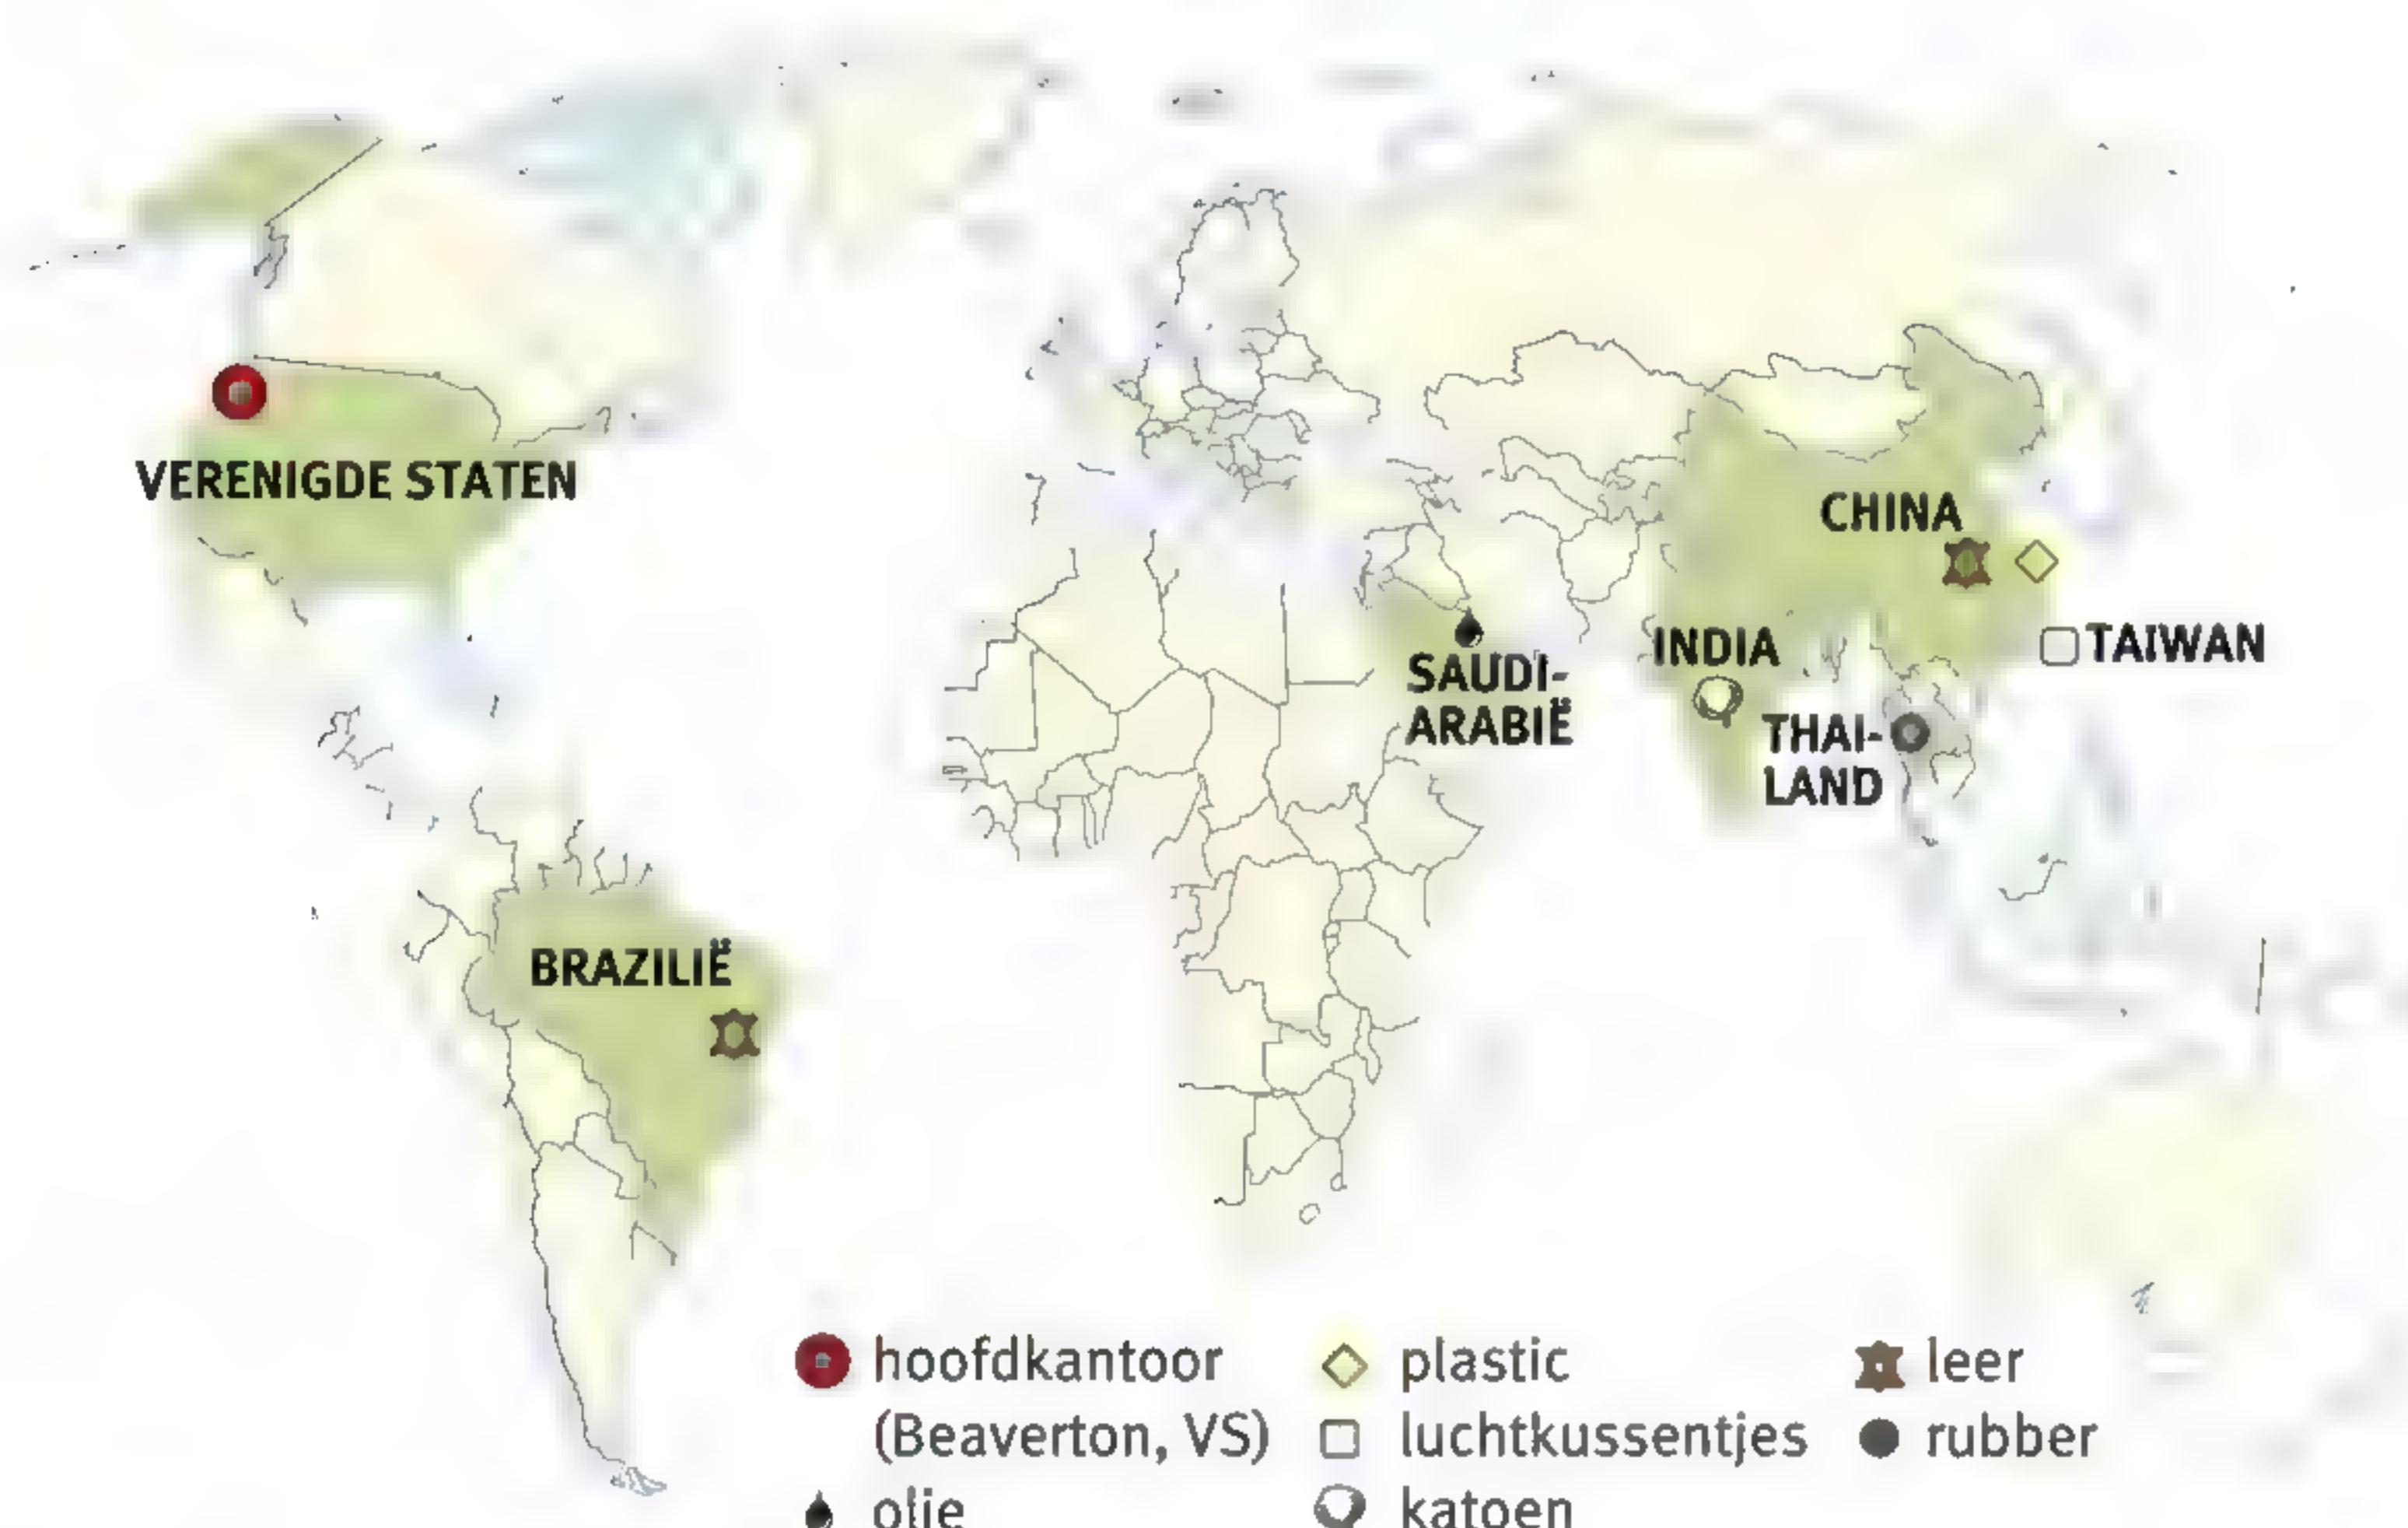 VERENIGDE STATEN
CHINA
TAIWAN
INDIA
SAUDI-
ARABIË
THAI-
LAND
BRAZILIË
hoofdkantoor
(Beaverton, VS)
olie
plastic
luchtkussentjes
katoen
leer
rubber